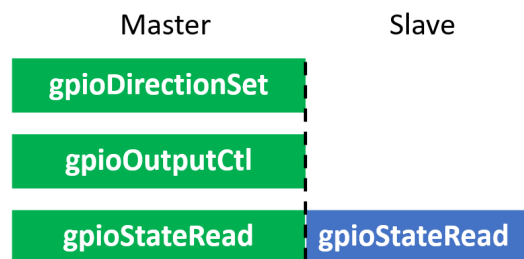 Master Slave
gpioDirectionSet
gpioOutputCtl
gpioStateRead gpioStateRead